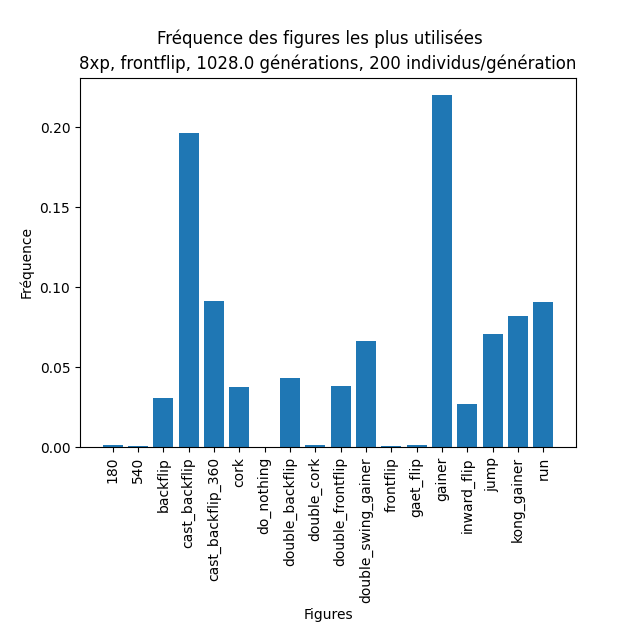 Fréquence des figures les plus utilisées
8xp, frontflip, 1028.0 générations, 200 individus/génération
Fréquence
0.20
0.15
0.10
0.05
0.00
180
540
backflip
cast_backflip
cast_backflip_360
cork
do_nothing
double_backflip
double_cork
double_frontflip
double_swing_gainer
frontflip
gaet_flip
gainer
inward_flip
jump
kong_gainer
run
Figures